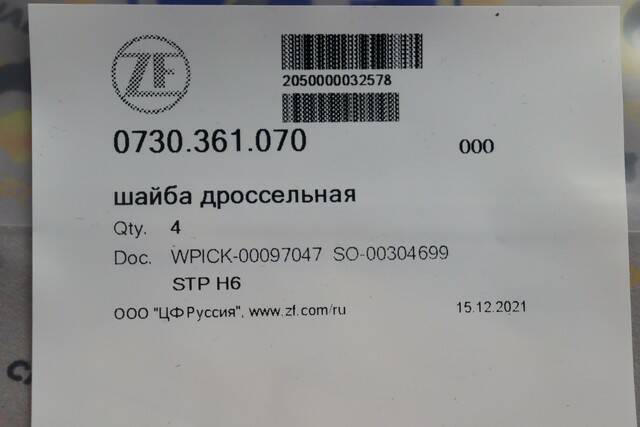 ZF
2050000032578
0730.361.070 000
шайба дроссельная
Qty. 4
Doc. WPICK-00097047 SO-00304699
STP H6
ООО "ЦФ Руссия", www.zf.com/ru 15.12.2021